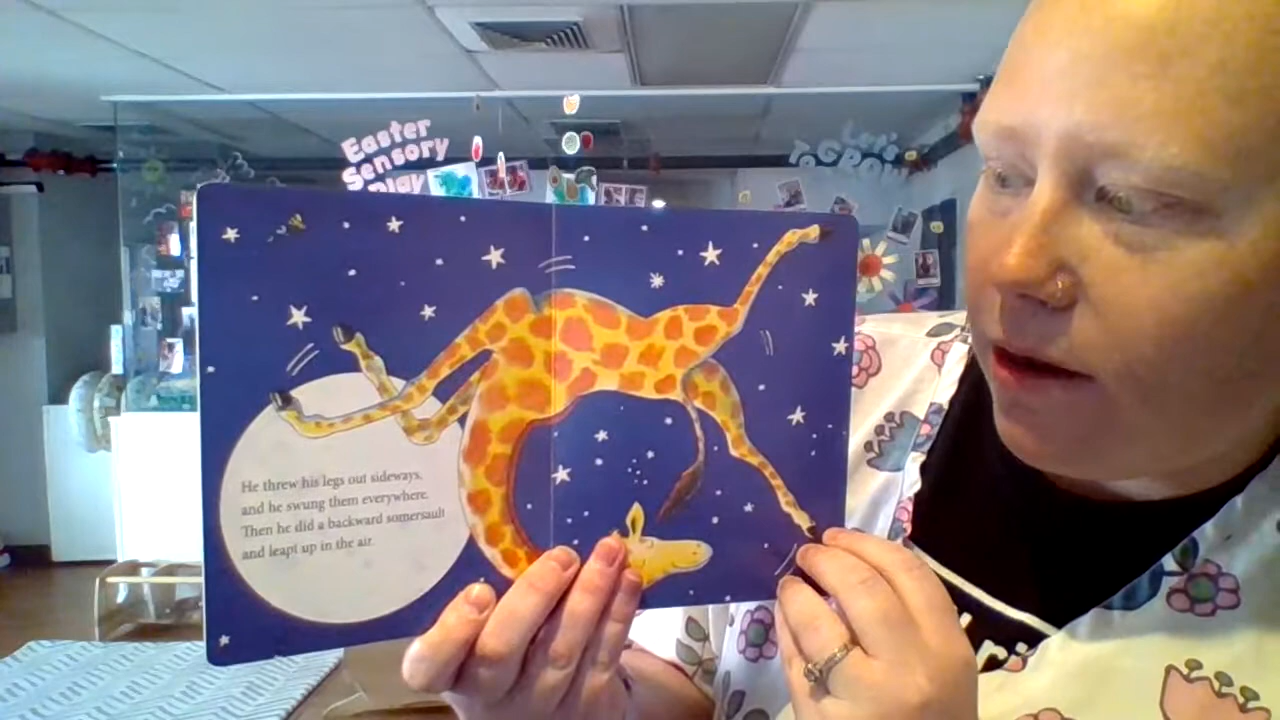 Easter
Sensory
Play
Let's
To GROW
He threw his legs out sideways,
and he swung them everywhere.
Then he did a backward somersault
and leapt up in the air.